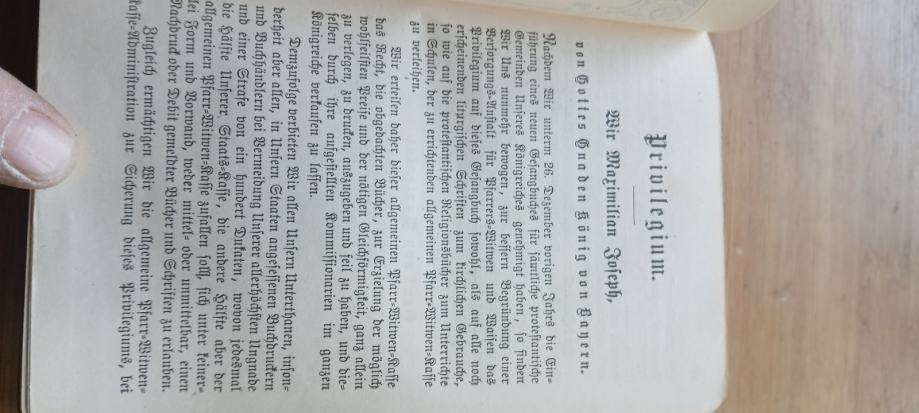 Privilegium.
Wir Maximilian Joseph,
von Gottes Gnaden König von Bayern.
Nachdem Wir unterm 26. Dezember vorigen Jahrs die Ein-
führung eines neuen Gesangbuches für sämtliche protestantische
Gemeinden Unseres Königreiches genehmigt haben, so finden
Wir Uns nunmehr bewogen, zur bessern Begründung einer
Versorgungs-Anstalt für Pfarrers-Witwen und Waisen das
Privilegium auf dieses Gesangbuch sowohl, als auf alle noch
erscheinenden liturgischen Schriften zum kirchlichen Gebrauche,
so wie auf die protestantischen Religionsbücher zum Unterrichte
in Schulen, der zu errichtenden allgemeinen Pfarr-Witwen-Kasse
zu verleihen.
Wir erteilen daher dieser allgemeinen Pfarr-Witwen-Kasse
das Recht, die obgedachten Bücher, zur Erzielung der möglich
wohlfeilsten Preise und der nötigen Gleichförmigkeit, ganz allein
zu verlegen, zu drucken, auszugeben und feil zu haben, und die-
selben durch ihre aufgestellten Kommissionarien im ganzen
Königreiche verkaufen zu lassen.
Demzufolge verbieten Wir allen Unsern Unterthanen, inson-
derheit aber allen, in Unsern Staaten angesessenen Buchdruckern
und Buchhändlern bei Vermeidung Unserer allerhöchsten Ungnade
und einer Strafe von ein hundert Dukaten, wovon jedesmal
die Hälfte Unserer Staats-Kasse, die andere Hälfte aber der
allgemeinen Pfarr-Witwen-Kasse zufallen soll, sich unter keiner-
lei Form und Vorwand, weder mittel- oder unmittelbar, einen
Nachdruck oder Debit gemeldter Bücher und Schriften zu erlauben.
Zugleich ermächtigen Wir die allgemeine Pfarr-Witwen-
Kasse-Administration zur Sicherung dieses Privilegiums, bei